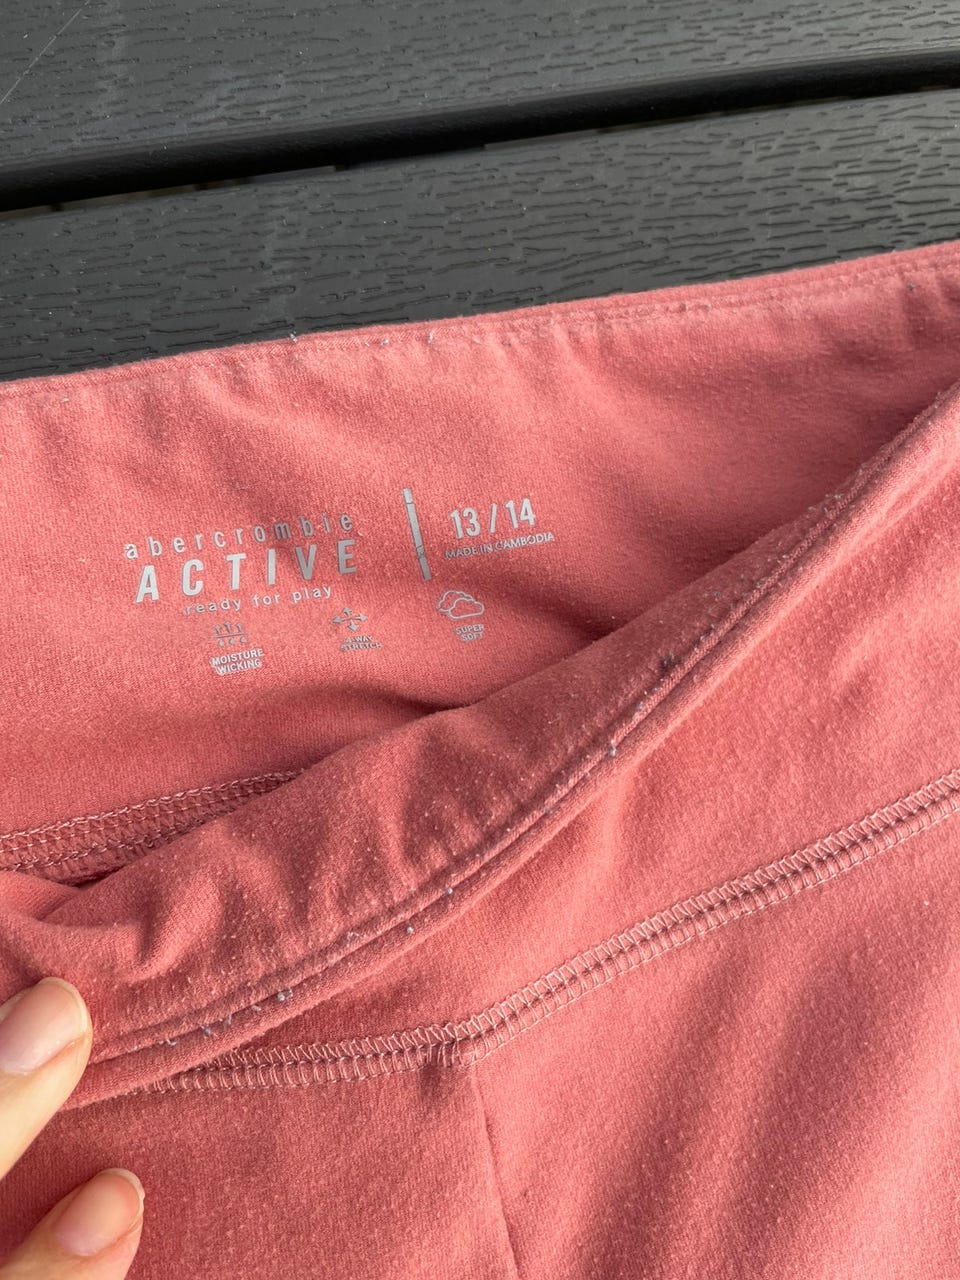 abercrombie
ACTIVE
ready for play
13/14
MADE IN CAMBODIA
MOISTURE
WICKING
4-WAY
STRETCH
SUPER
SOFT